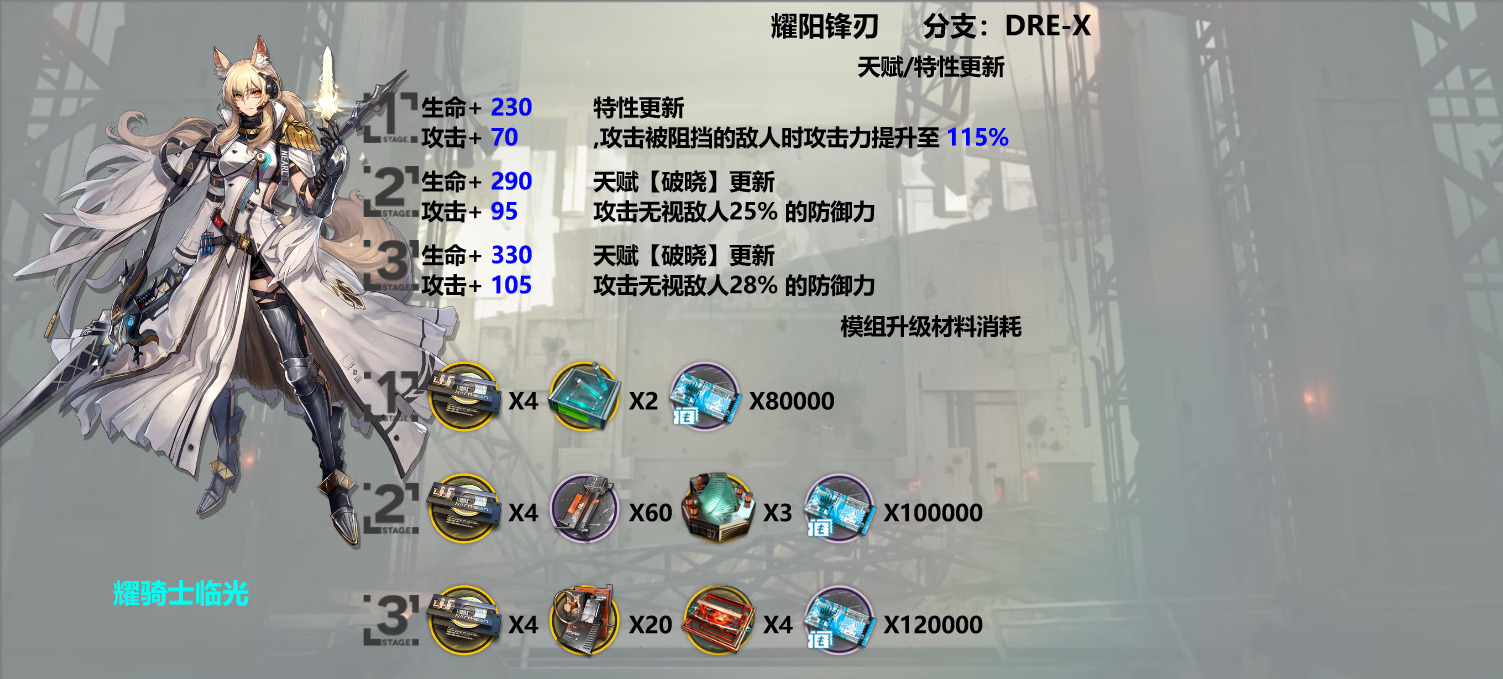 耀阳锋刃 分支：DRE-X
天赋/特性更新
1 STAGE.
生命+ 230 特性更新
攻击+ 70 ,攻击被阻挡的敌人时攻击力提升至 115%
2 STAGE.
生命+ 290 天赋【破晓】更新
攻击+ 95 攻击无视敌人25% 的防御力
3 STAGE.
生命+ 330 天赋【破晓】更新
攻击+ 105 攻击无视敌人28% 的防御力
模组升级材料消耗
1 STAGE. X4 X2 X80000
2 STAGE. X4 X60 X3 X100000
耀骑士临光
3 STAGE. X4 X20 X4 X120000